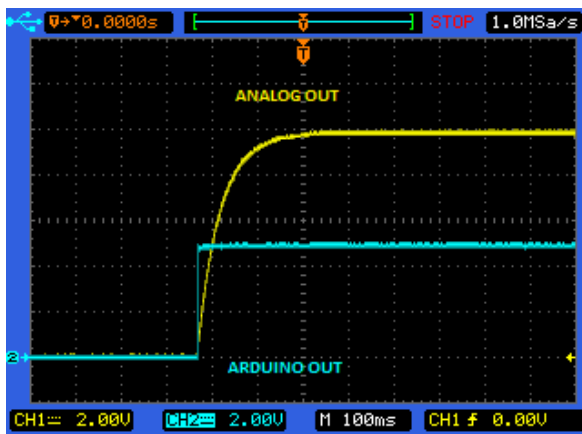 T→▼0.0000s [ T ] STOP 1.0MSa/s
T
ANALOG OUT
2
ARDUINO OUT
CH1 2.00V CH2 2.00V M 100ms CH1 0.00V